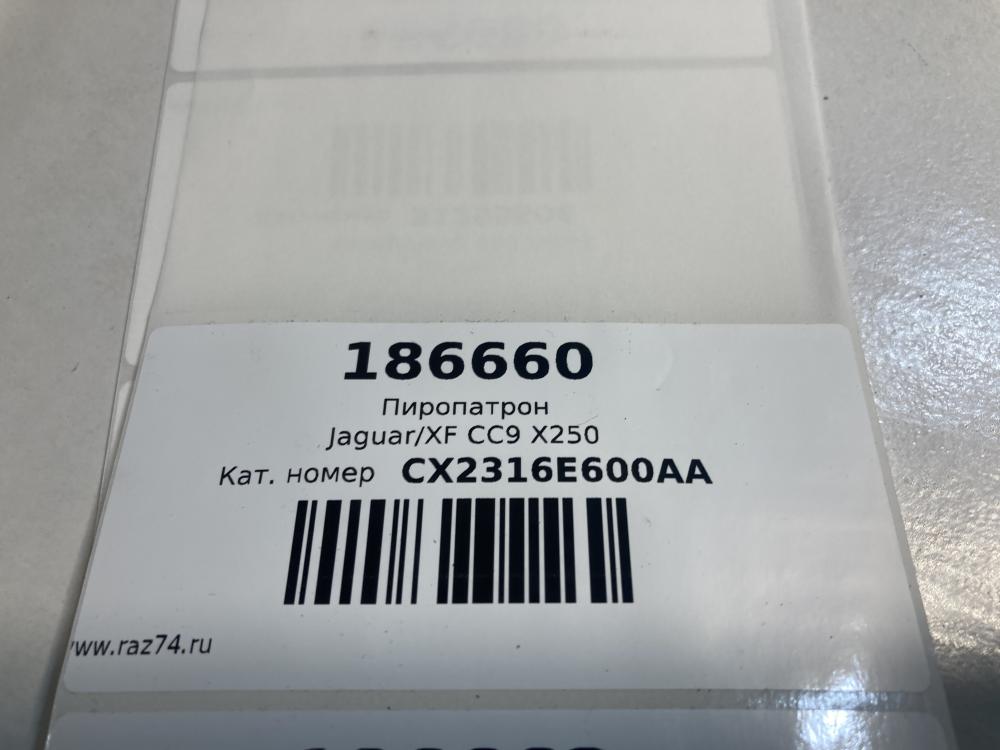 186660
Пиропатрон
Jaguar/XF CC9 X250
Кат. номер CX2316E600AA
www.raz74.ru